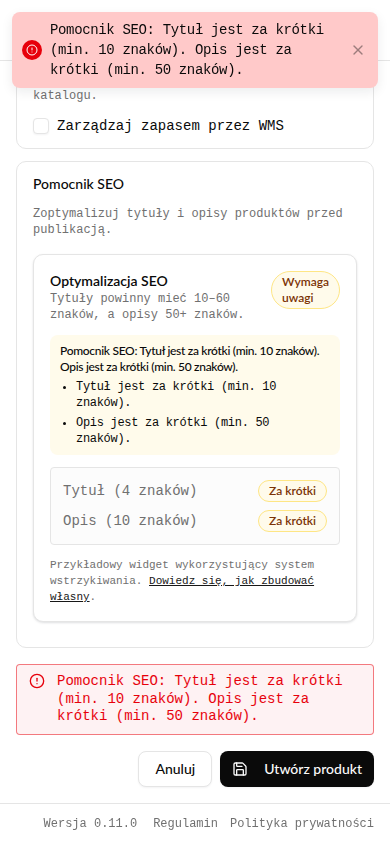 Pomocnik SEO: Tytuł jest za krótki
(min. 10 znaków). Opis jest za
krótki (min. 50 znaków).
katalogu.
Zarządzaj zapasem przez WMS
Pomocnik SEO
Zoptymalizuj tytuły i opisy produktów przed
publikacją.
Optymalizacja SEO
Wymaga
uwagi
Tytuły powinny mieć 10–60
znaków, a opisy 50+ znaków.
Pomocnik SEO: Tytuł jest za krótki (min. 10 znaków).
Opis jest za krótki (min. 50 znaków).
• Tytuł jest za krótki (min. 10
znaków).
• Opis jest za krótki (min. 50
znaków).
Tytuł (4 znaków) Za krótki
Opis (10 znaków) Za krótki
Przykładowy widget wykorzystujący system
wstrzykiwania. Dowiedz się, jak zbudować
własny.
Pomocnik SEO: Tytuł jest za krótki
(min. 10 znaków). Opis jest za
krótki (min. 50 znaków).
Anuluj Utwórz produkt
Wersja 0.11.0 Regulamin Polityka prywatności